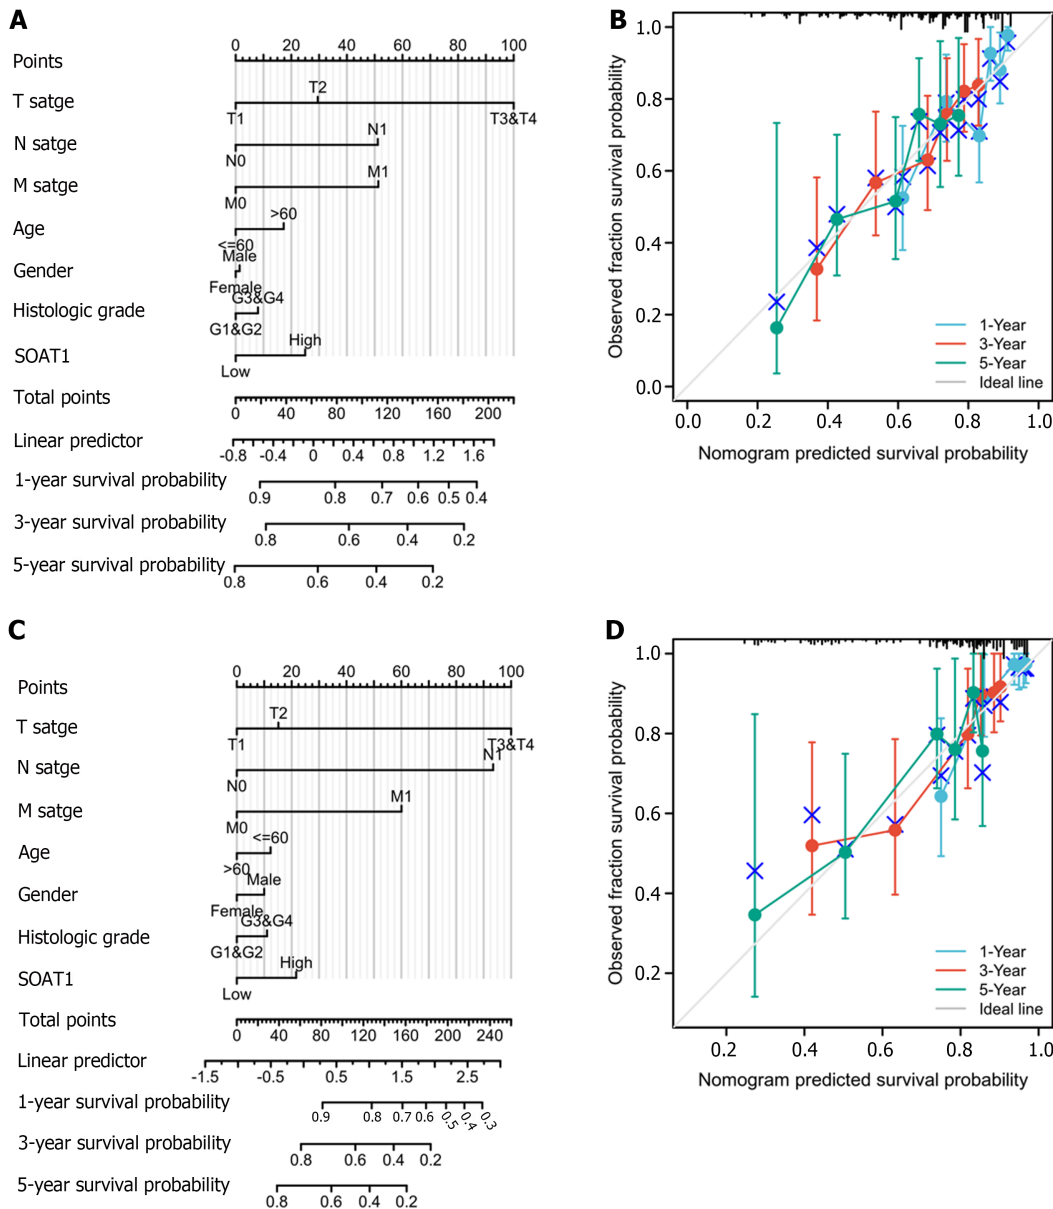 A
0 20 40 60 80 100
Points
T2
T satge
T1 T3&T4
N1
N satge
N0
M1
M satge
M0
>60
Age
<=60
Male
Gender
Female
G3&G4
Histologic grade
G1&G2
High
SOAT1
Low
Total points
0 40 80 120 160 200
Linear predictor
-0.8 -0.4 0 0.4 0.8 1.2 1.6
1-year survival probability
0.9 0.8 0.7 0.6 0.5 0.4
3-year survival probability
0.8 0.6 0.4 0.2
5-year survival probability
0.8 0.6 0.4 0.2
B
Observed fraction survival probability
1.0
0.8
0.6
0.4
0.2
0.0
1-Year
3-Year
5-Year
Ideal line
0.0 0.2 0.4 0.6 0.8 1.0
Nomogram predicted survival probability
C
0 20 40 60 80 100
Points
T2
T satge
T1 T3&T4
N1
N satge
N0
M1
M satge
M0
<=60
Age
>60
Male
Gender
Female
G3&G4
Histologic grade
G1&G2
High
SOAT1
Low
Total points
0 40 80 120 160 200 240
Linear predictor
-1.5 -0.5 0.5 1.5 2.5
1-year survival probability
0.9 0.8 0.7 0.6 0.5 0.4 0.3
3-year survival probability
0.8 0.6 0.4 0.2
5-year survival probability
0.8 0.6 0.4 0.2
D
Observed fraction survival probability
1.0
0.8
0.6
0.4
0.2
1-Year
3-Year
5-Year
Ideal line
0.2 0.4 0.6 0.8 1.0
Nomogram predicted survival probability